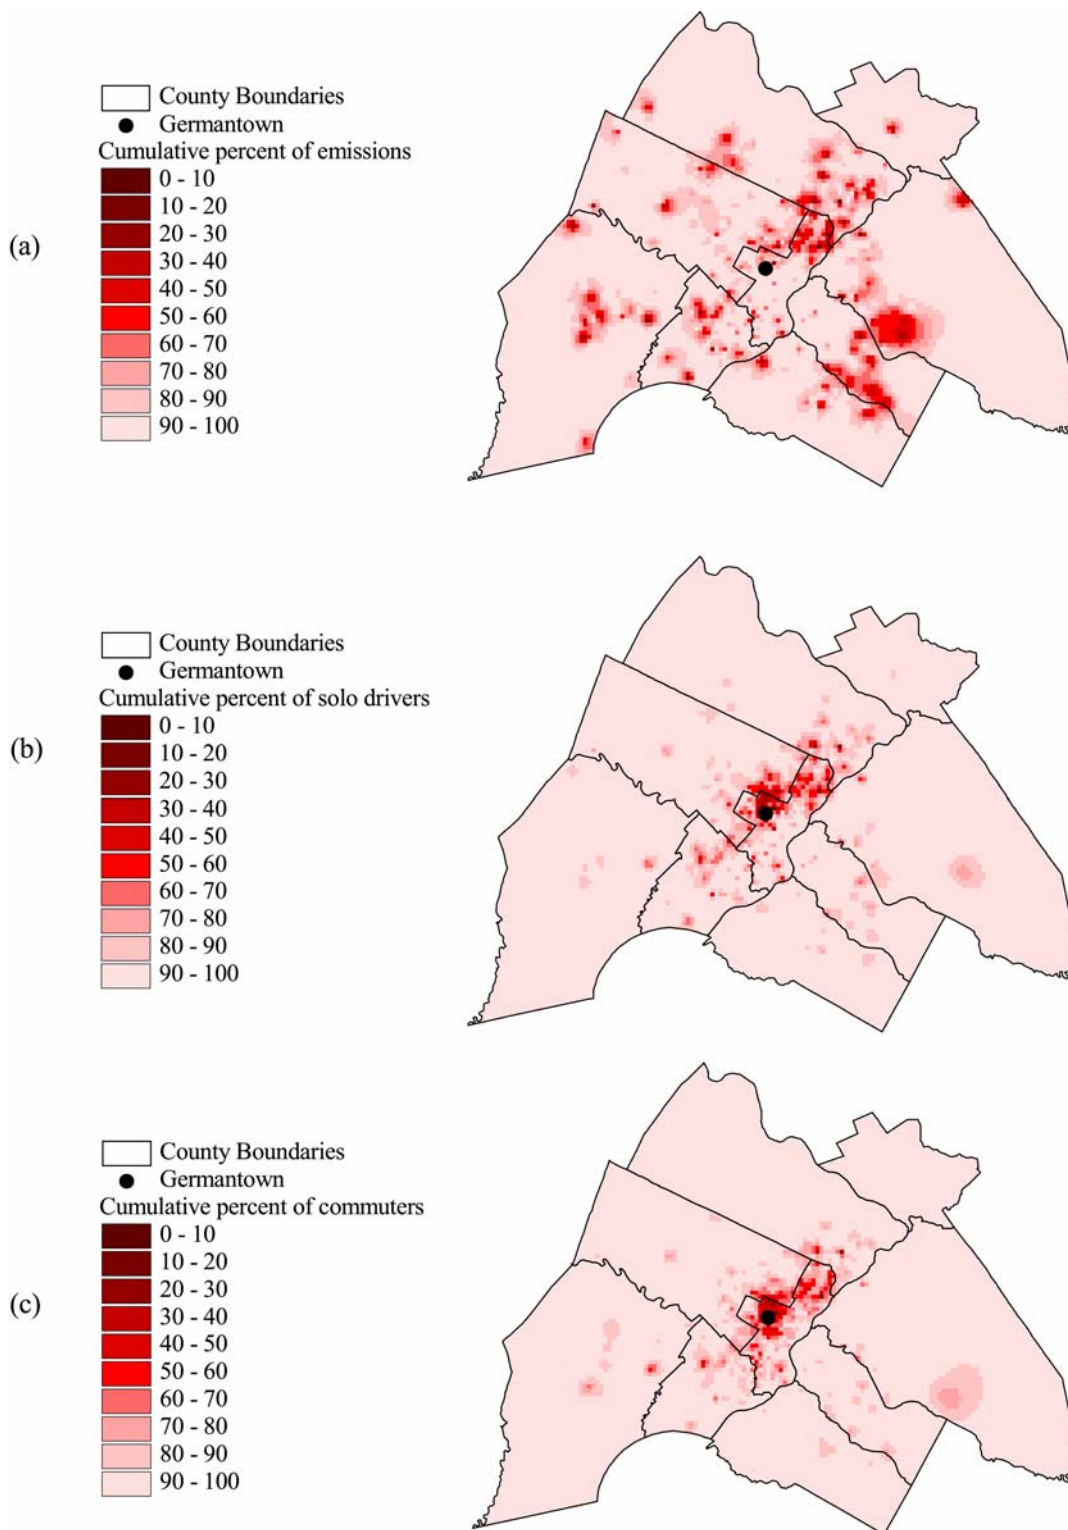 County Boundaries
Germantown
Cumulative percent of emissions
0 - 10
10 - 20
20 - 30
(a)
30 - 40
40 - 50
50 - 60
60 - 70
70 - 80
80 - 90
90 - 100
County Boundaries
Germantown
Cumulative percent of solo drivers
0 - 10
(b)
10 - 20
20 - 30
30 - 40
40 - 50
50 - 60
60 - 70
70 - 80
80 - 90
90 - 100
County Boundaries
Germantown
Cumulative percent of commuters
0 - 10
10 - 20
20 - 30
(c)
30 - 40
40 - 50
50 - 60
60 - 70
70 - 80
80 - 90
90 - 100